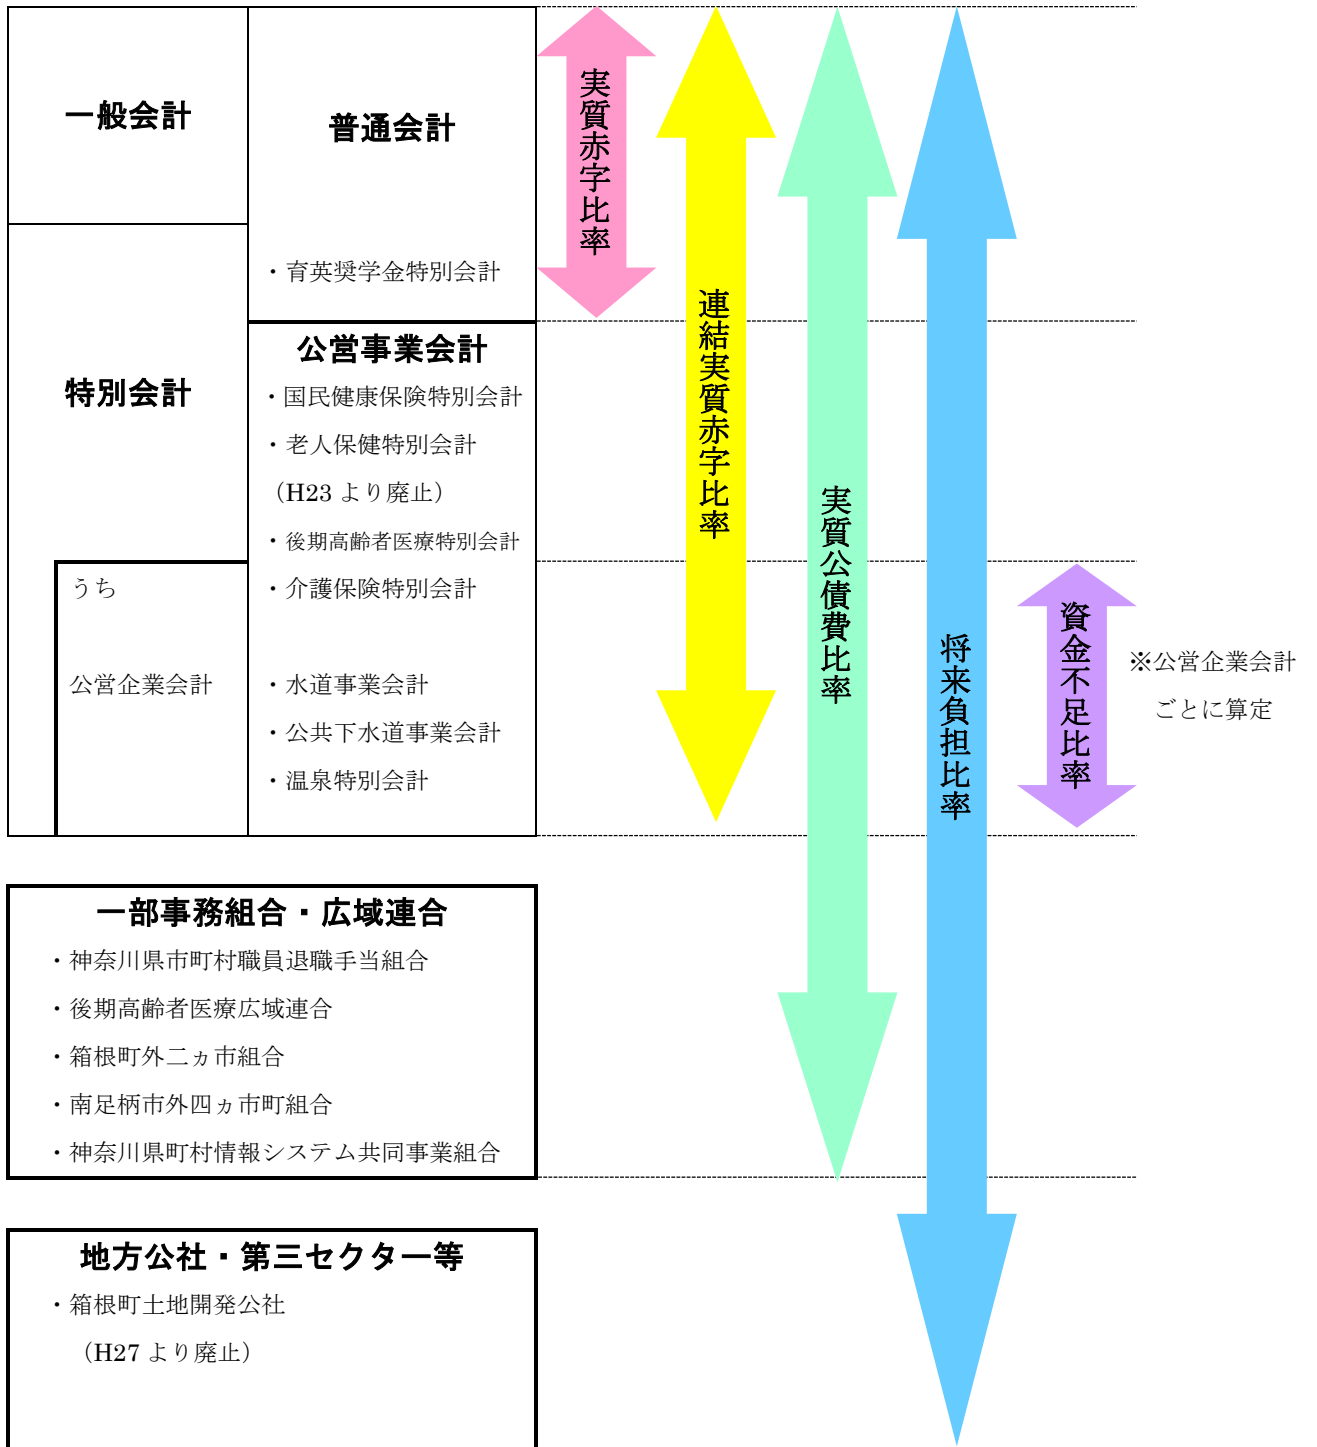 一般会計
普通会計
・育英奨学金特別会計
特別会計
公営事業会計
・国民健康保険特別会計
・老人保健特別会計
（H23 より廃止）
・後期高齢者医療特別会計
・介護保険特別会計
うち
公営企業会計
・水道事業会計
・公共下水道事業会計
・温泉特別会計
実質赤字比率
連結実質赤字比率
実質公債費比率
将来負担比率
資金不足比率
※公営企業会計
ごとに算定
一部事務組合・広域連合
・神奈川県市町村職員退職手当組合
・後期高齢者医療広域連合
・箱根町外二ヵ市組合
・南足柄市外四ヵ市町組合
・神奈川県町村情報システム共同事業組合
地方公社・第三セクター等
・箱根町土地開発公社
（H27 より廃止）